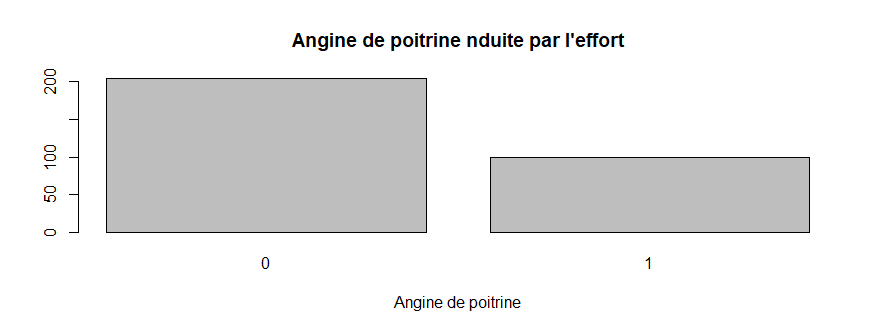 Angine de poitrine nduite par l'effort
200
100
50
0
0 1
Angine de poitrine